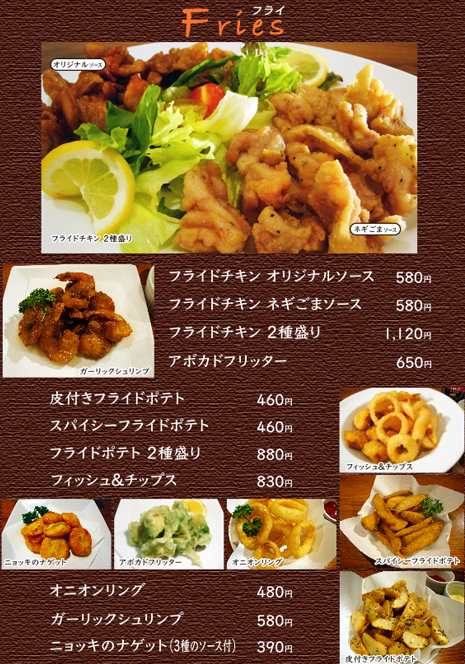 フライ
Fries
オリジナルソース
ネギごまソース
フライドチキン 2種盛り
フライドチキン オリジナルソース 580円
フライドチキン ネギごまソース 580円
フライドチキン 2種盛り 1,120円
アボカドフリッター 650円
ガーリックシュリンプ
皮付きフライドポテト 460円
スパイシーフライドポテト 460円
フライドポテト 2種盛り 880円
フィッシュ&チップス 830円
フィッシュ&チップス
ニョッキのナゲット
アボカドフリッター
オニオンリング
スパイシーフライドポテト
オニオンリング 480円
ガーリックシュリンプ 580円
ニョッキのナゲット(3種のソース付) 390円
皮付きフライドポテト